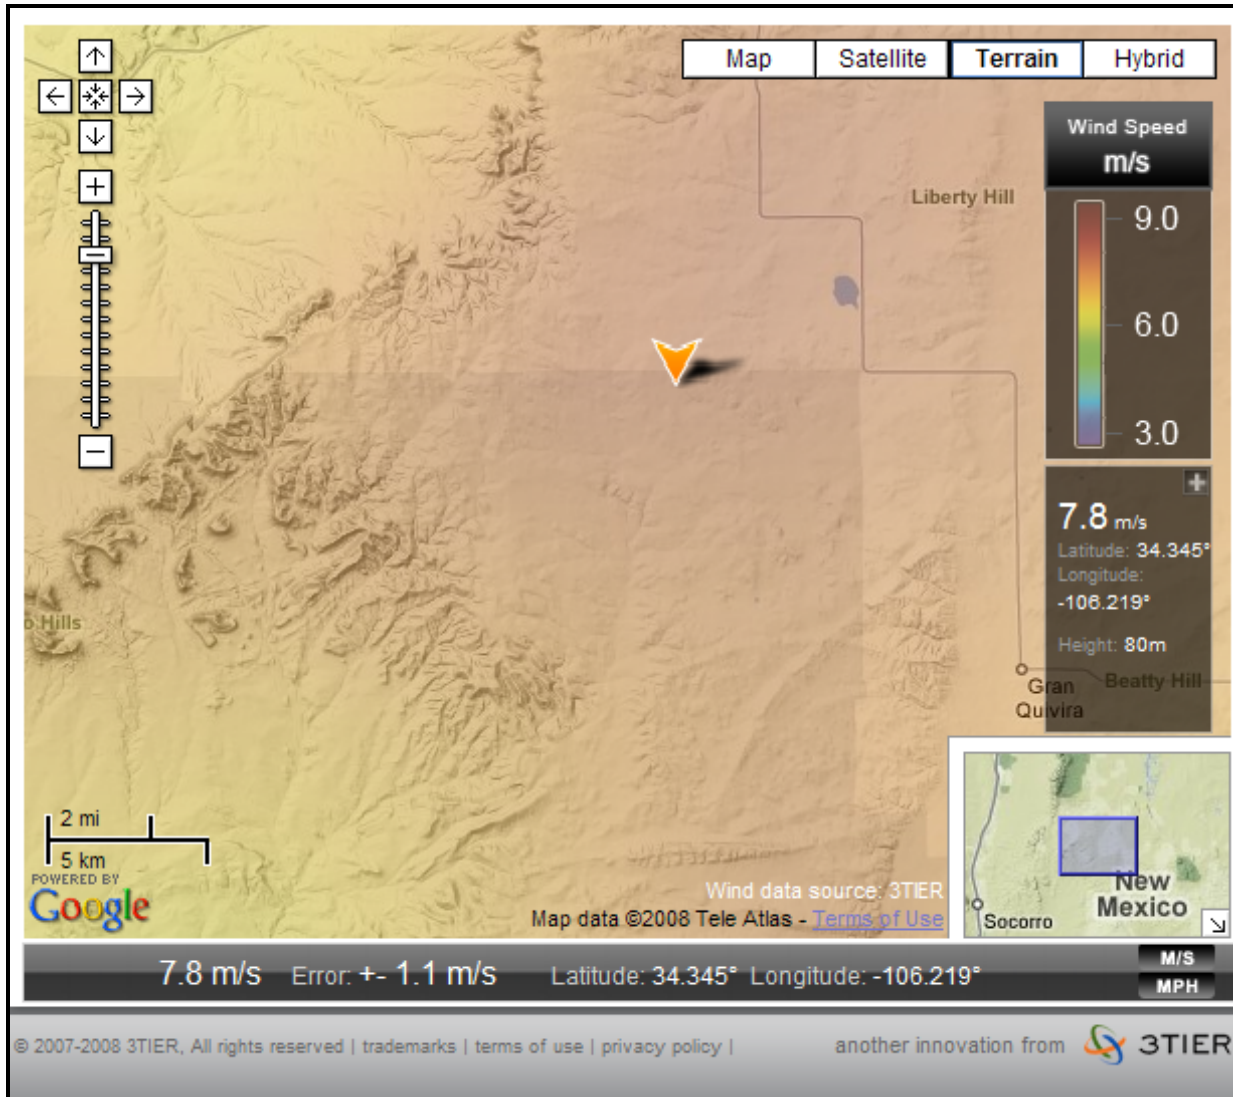 Map Satellite Terrain Hybrid
Wind Speed
m/s
9.0
6.0
3.0
Liberty Hill
7.8 m/s
Latitude: 34.345°
Longitude:
-106.219°
Height: 80m
o Hills
Gran
Quivira
Beatty Hill
2 mi
5 km
POWERED BY
Google
Wind data source: 3TIER
Map data ©2008 Tele Atlas - Terms of Use
New
Mexico
Socorro
7.8 m/s Error: +- 1.1 m/s Latitude: 34.345° Longitude: -106.219°
M/S
MPH
© 2007-2008 3TIER, All rights reserved | trademarks | terms of use | privacy policy |
another innovation from 3TIER